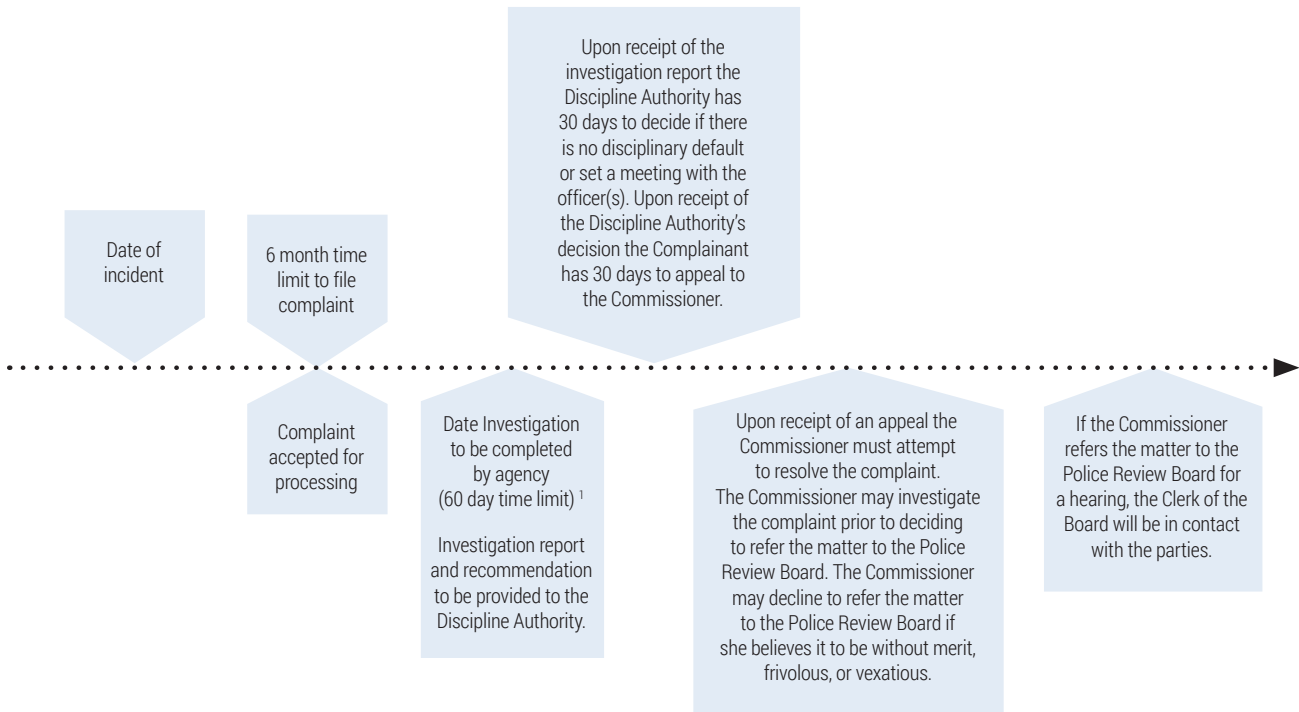 Date of
incident
6 month time
limit to file
complaint
Complaint
accepted for
processing
Date Investigation
to be completed
by agency
(60 day time limit) 1
Investigation report
and recommendation
to be provided to the
Discipline Authority.
Upon receipt of the
investigation report the
Discipline Authority has
30 days to decide if there
is no disciplinary default
or set a meeting with the
officer(s). Upon receipt of
the Discipline Authority’s
decision the Complainant
has 30 days to appeal to
the Commissioner.
Upon receipt of an appeal the
Commissioner must attempt
to resolve the complaint.
The Commissioner may investigate
the complaint prior to deciding
to refer the matter to the Police
Review Board. The Commissioner
may decline to refer the matter
to the Police Review Board if
she believes it to be without merit,
frivolous, or vexatious.
If the Commissioner
refers the matter to the
Police Review Board for
a hearing, the Clerk of the
Board will be in contact
with the parties.